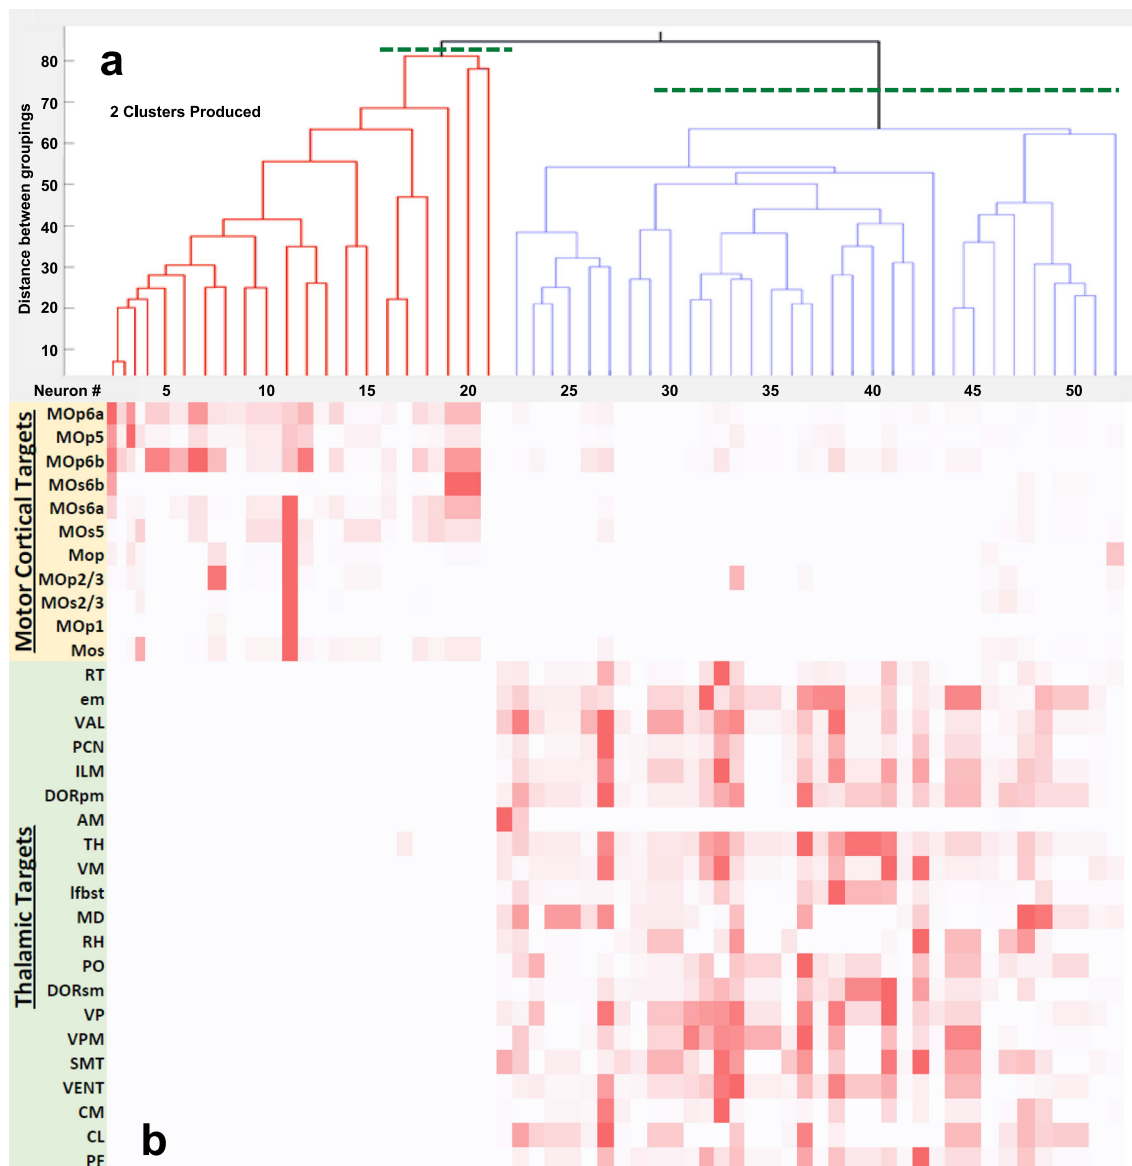 a
2 Clusters Produced
Distance between groupings
80
70
60
50
40
30
20
10
Neuron # 5 10 15 20 25 30 35 40 45 50
Motor Cortical Targets
MOp6a
MOp5
MOp6b
MOs6b
MOs6a
MOs5
Mop
MOp2/3
MOs2/3
MOp1
Mos
Thalamic Targets
RT
em
VAL
PCN
ILM
DORpm
AM
TH
VM
lfbst
MD
RH
PO
DORsm
VP
VPM
SMT
VENT
CM
CL
PF
b